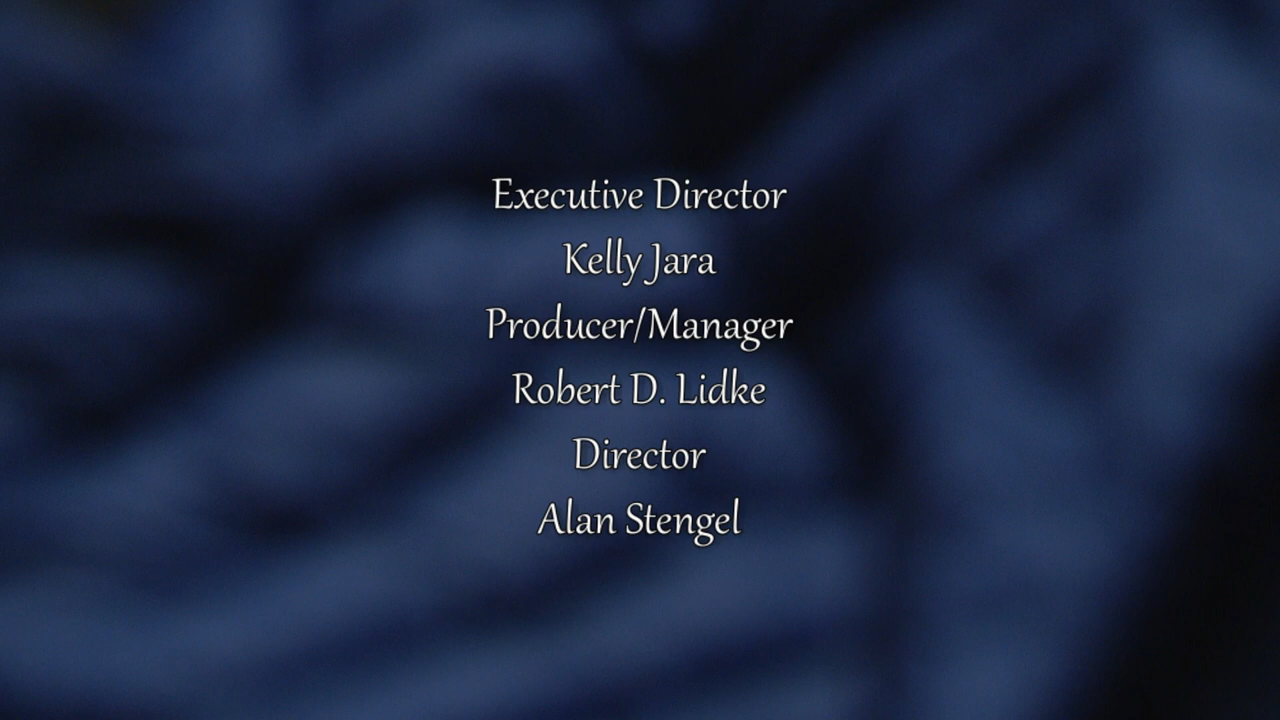 Executive Director
Kelly Jara
Producer/Manager
Robert D. Lidke
Director
Alan Stengel